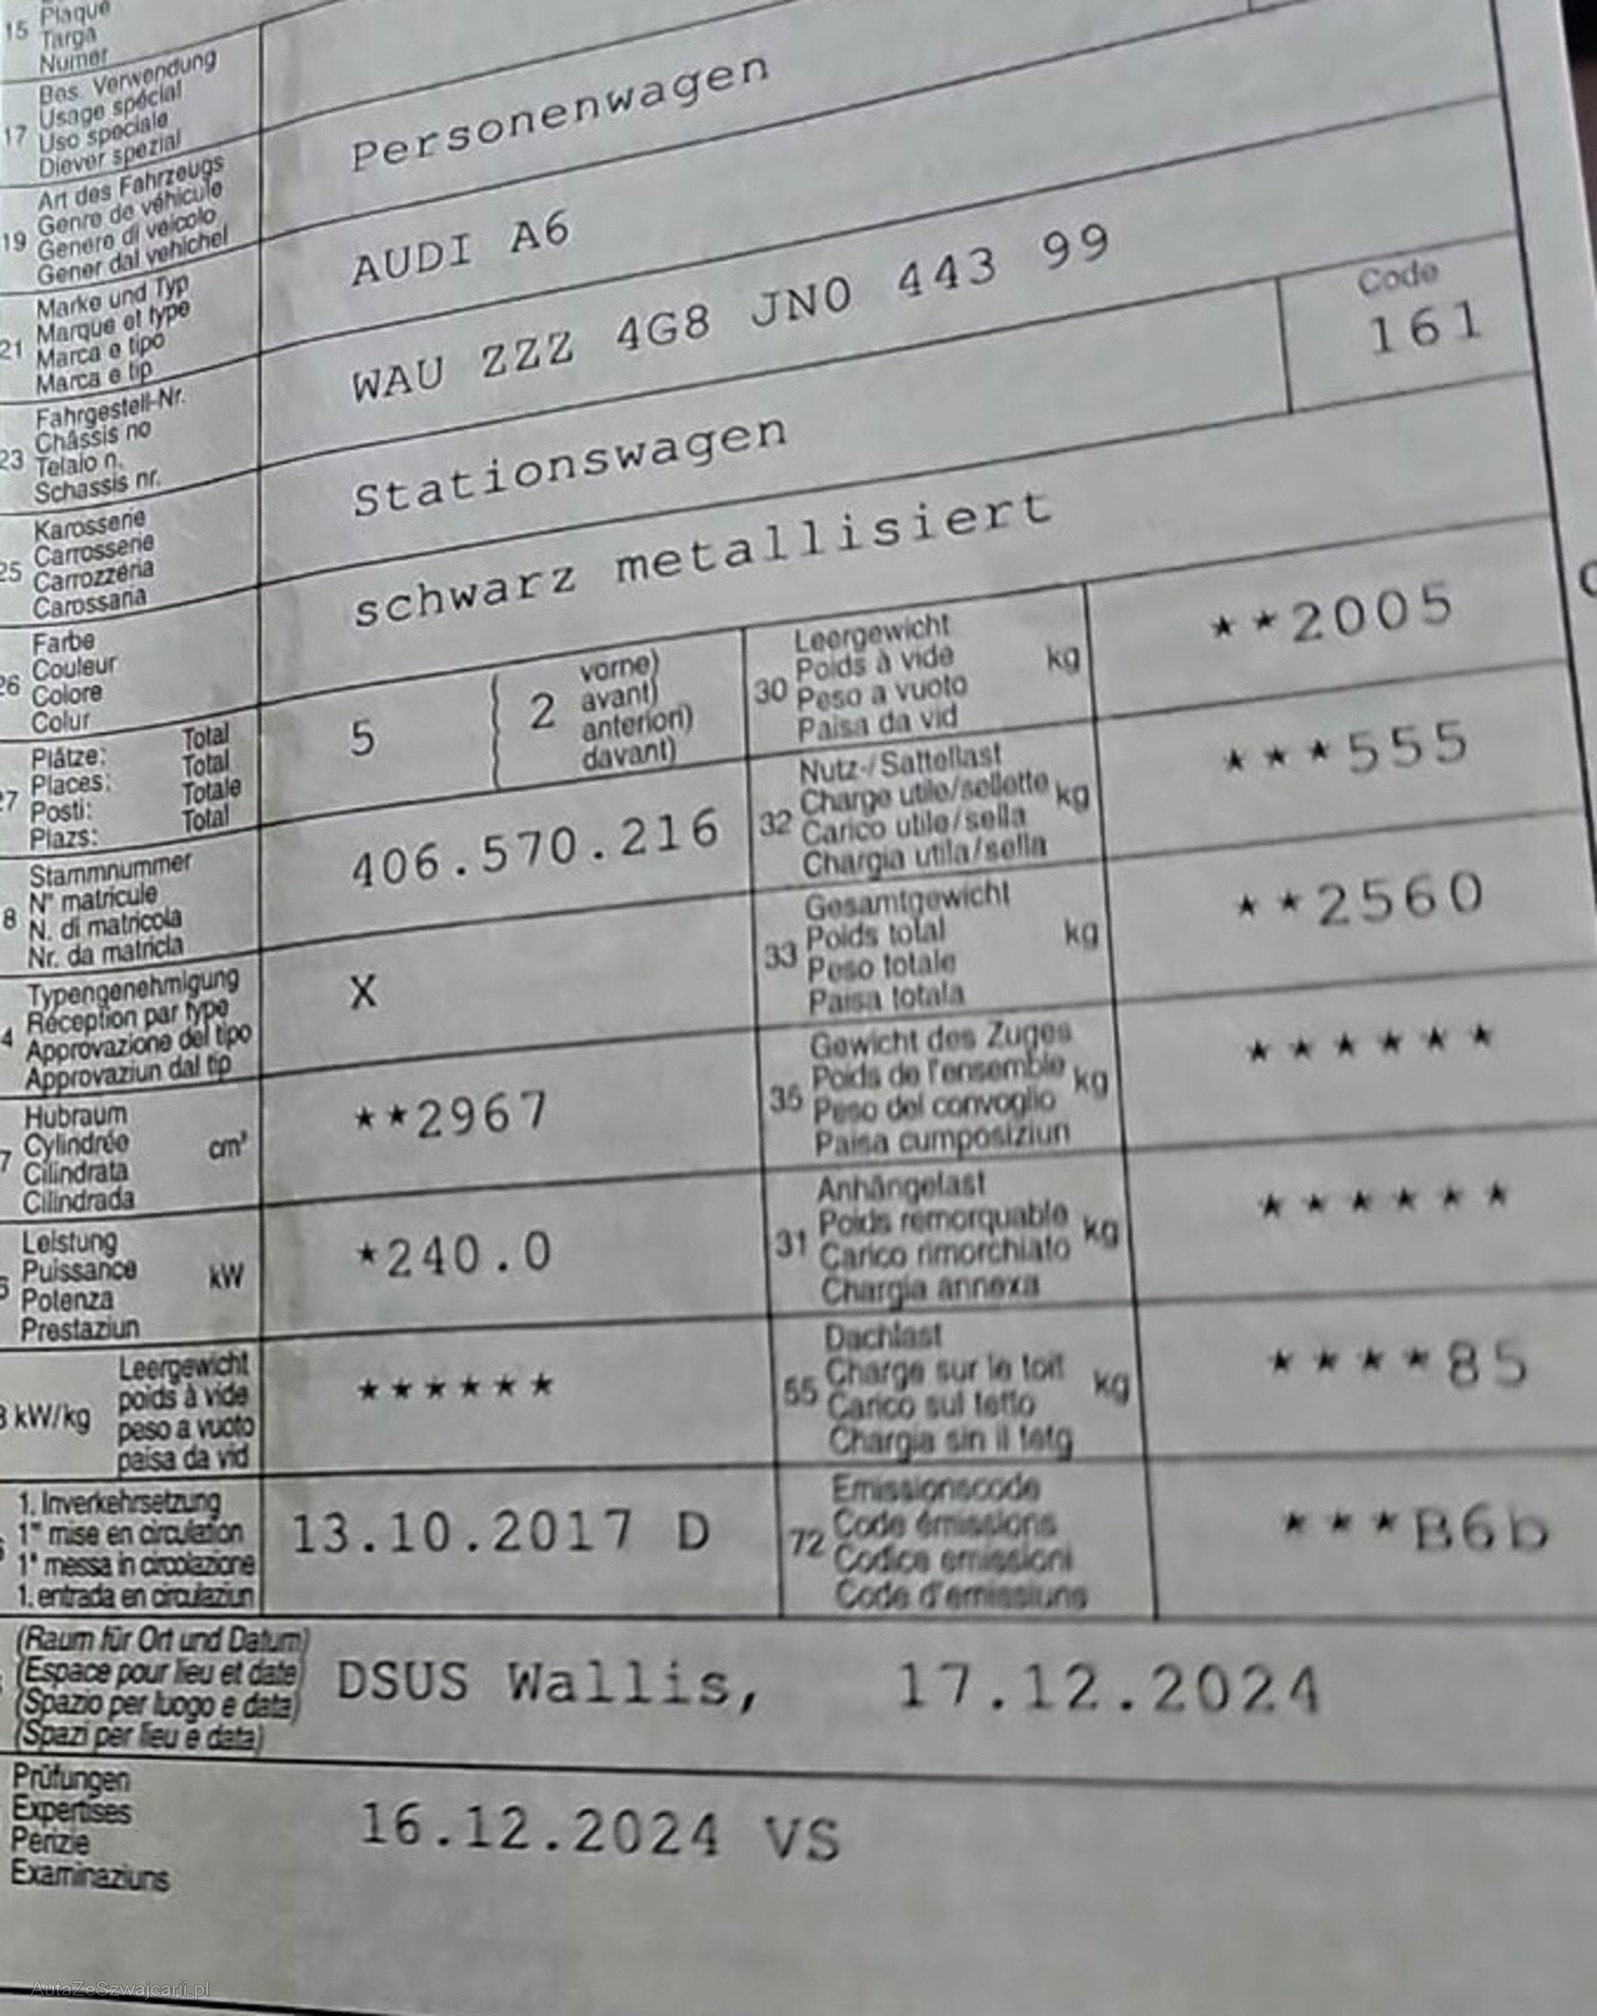 15 Plaque
Targa
Numer
Bes. Verwendung
17 Usage spécial
Uso speciale
Diever spezial
Art des Fahrzeugs
19 Genre de véhicule
Genere di veicolo
Gener dal vehichel
Personenwagen
Marke und Typ
21 Marque et type
Marca e tipo
Marca e tip
AUDI A6
Fahrgestell-Nr.
23 Châssis no
Telaio n.
Schassis nr.
WAU ZZZ 4G8 JN0 443 99
Karosserie
25 Carrosserie
Carrozzeria
Carossaria
Stationswagen
Code
161
Farbe
26 Couleur
Colore
Colur
schwarz metallisiert
Plätze: Total
27 Places: Total
Posti: Totale
Plazs: Total
5
2 vorne)
avant)
anteriori)
davant)
Leergewicht
30 Poids à vide kg
Peso a vuoto
Paisa da vid
**2005
Stammnummer
8 N° matricule
N. di matricola
Nr. da matricla
406.570.216
Nutz-/Sattellast
32 Charge utile/sellette kg
Carico utile/sella
Chargia utila/sella
***555
Typengenehmigung
4 Réception par type
Approvazione del tipo
Approvaziun dal tip
X
Gesamtgewicht
33 Poids total kg
Peso totale
Paisa totala
**2560
Hubraum
7 Cylindrée cm³
Cilindrata
Cilindrada
**2967
Gewicht des Zuges
35 Poids de l'ensemble kg
Peso del convoglio
Paisa cumposiziun
******
Leistung
6 Puissance kW
Potenza
Prestaziun
*240.0
Anhängelast
31 Poids remorquable kg
Carico rimorchiato
Chargia annexa
******
Leergewicht
8 kW/kg poids à vide
peso a vuoto
paisa da vid
******
Dachlast
55 Charge sur le toit kg
Carico sul tetto
Chargia sin il tetg
****85
1. Inverkehrsetzung
1re mise en circulation
1a messa in circolazione
1. entrada en circulaziun
13.10.2017 D
Emissionscode
72 Code émissions
Codice emissioni
Code d'emissiuns
***B6b
(Raum für Ort und Datum)
(Espace pour lieu et date)
(Spazio per luogo e data)
(Spazi per lieu e data)
DSUS Wallis, 17.12.2024
Prüfungen
Expertises
Perizie
Examinaziuns
16.12.2024 VS
AutaZeSzwajcarii.pl